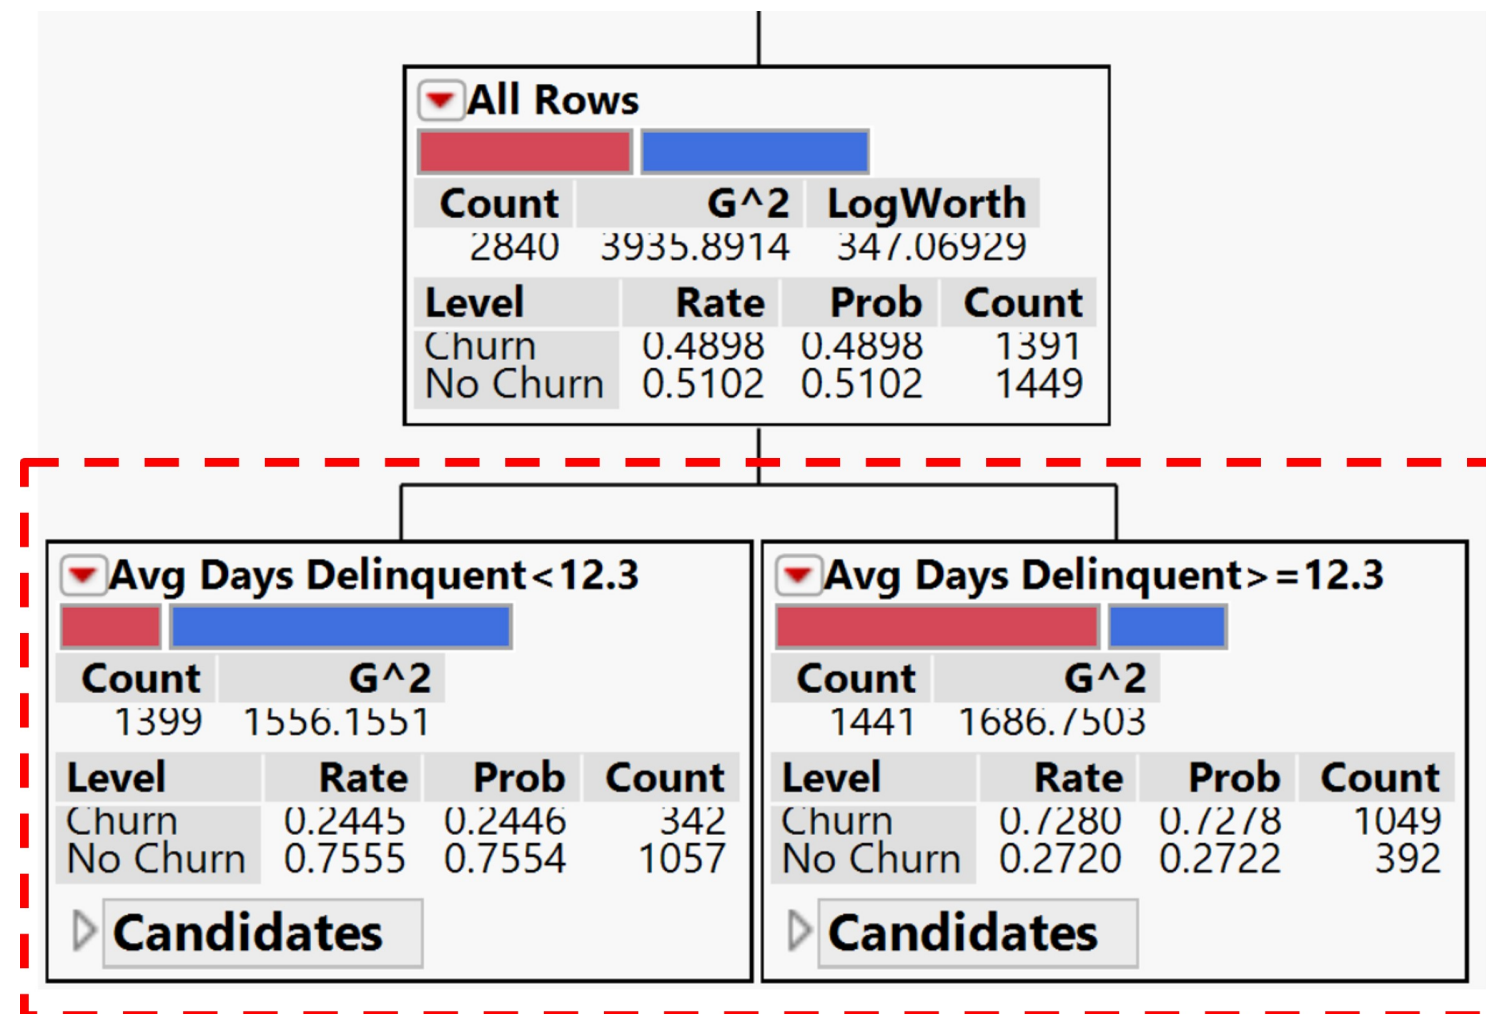 All Rows
Count G^2 LogWorth
2840 3935.8914 347.06929
Level Rate Prob Count
Churn 0.4898 0.4898 1391
No Churn 0.5102 0.5102 1449
Avg Days Delinquent<12.3
Count G^2
1399 1556.1551
Level Rate Prob Count
Churn 0.2445 0.2446 342
No Churn 0.7555 0.7554 1057
Candidates
Avg Days Delinquent>=12.3
Count G^2
1441 1686.7503
Level Rate Prob Count
Churn 0.7280 0.7278 1049
No Churn 0.2720 0.2722 392
Candidates